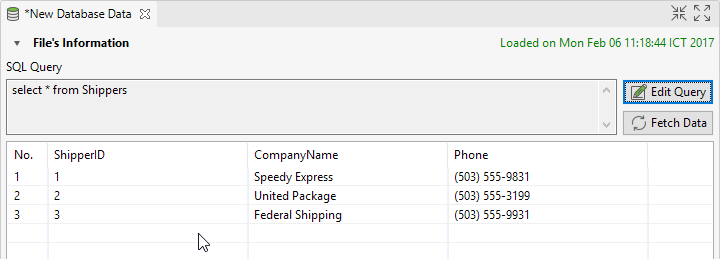 *New Database Data
File's Information
Loaded on Mon Feb 06 11:18:44 ICT 2017
SQL Query
select * from Shippers
Edit Query
Fetch Data
No. ShipperID CompanyName Phone
1 1 Speedy Express (503) 555-9831
2 2 United Package (503) 555-3199
3 3 Federal Shipping (503) 555-9931